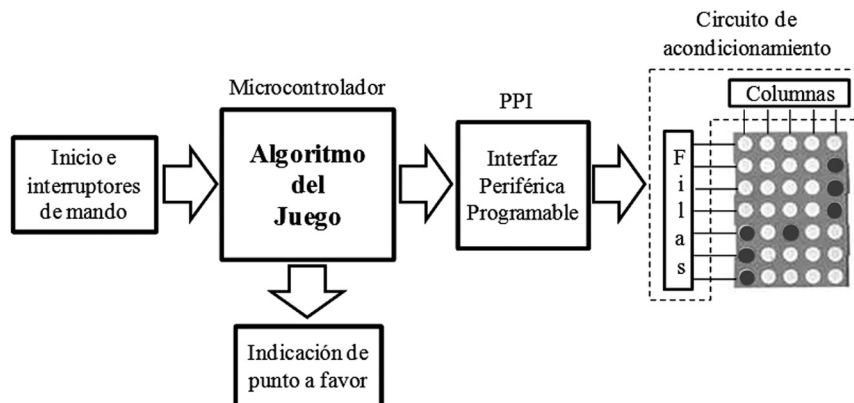 Circuito de
acondicionamiento
Microcontrolador
PPI
Columnas
Inicio e
interruptores
de mando
Algoritmo
del
Juego
Interfaz
Periférica
Programable
Filas
Indicación de
punto a favor